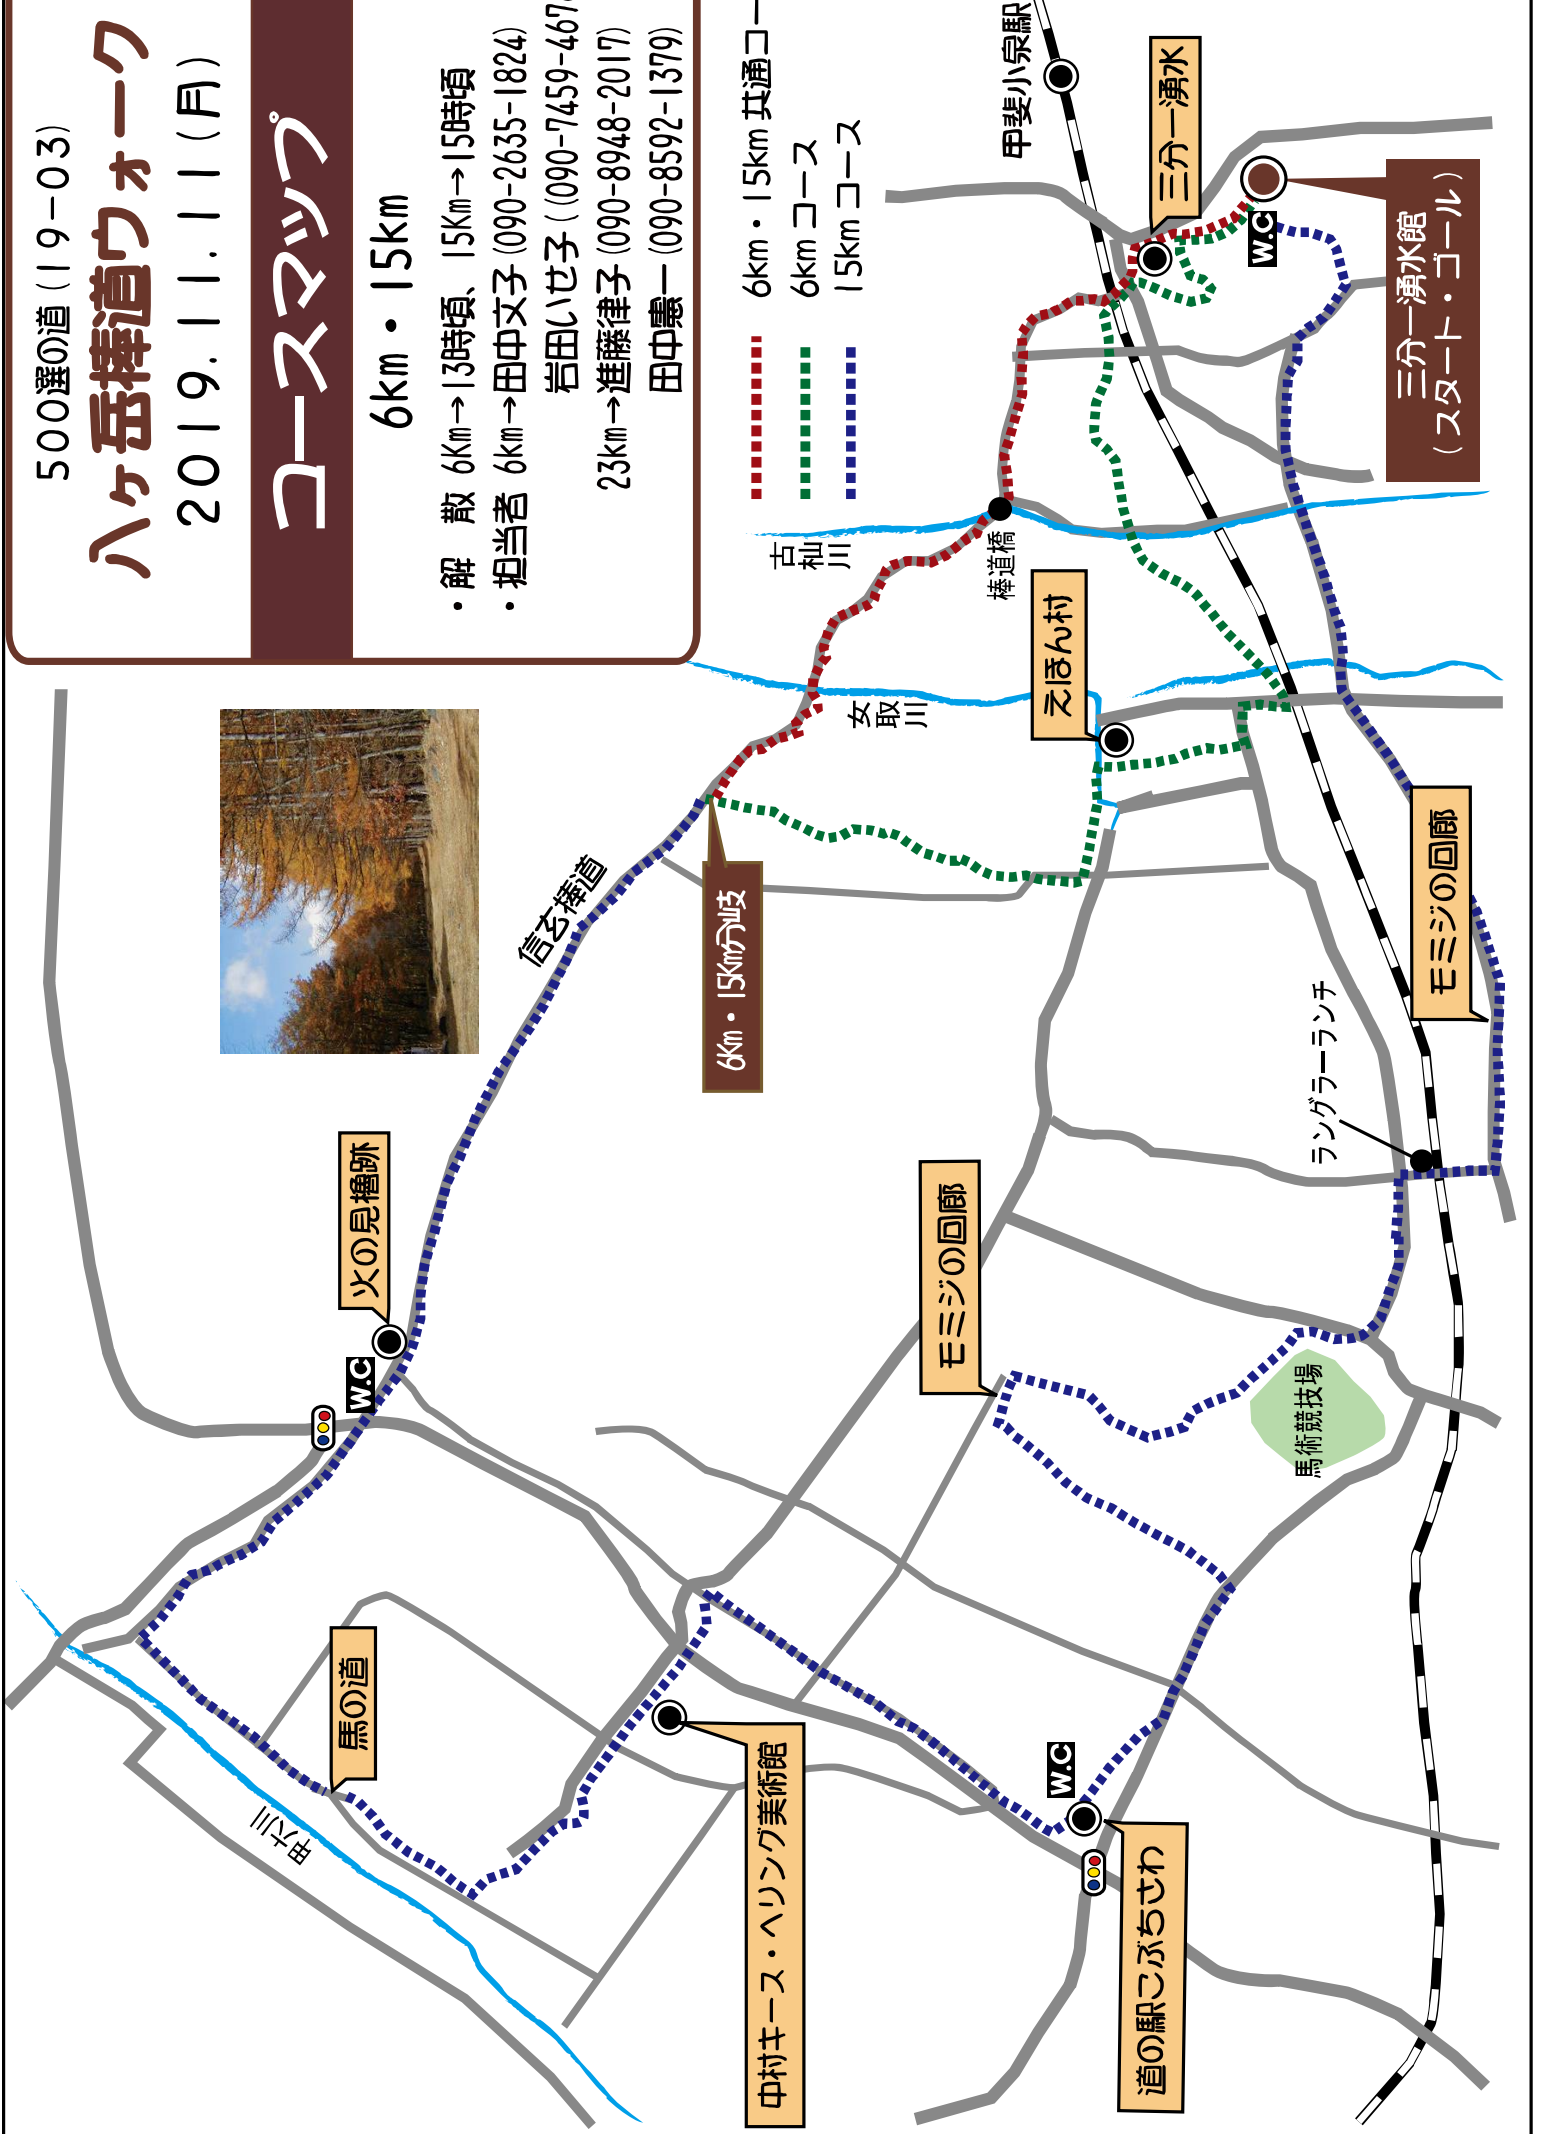 500選の道(19-03)
八ヶ岳棒道ウォーク
2019.11.11(月)
コースマップ
6km・15km
・解　散 6Km→13時頃、15Km→15時頃
・担当者 6km→田中文子(090-2635-1824)
岩田いせ子((090-7459-467
23km→進藤律子(090-8948-2017)
田中憲一(090-8592-1379)
6km・15km 共通コー
6km コース
15km コース
甲斐小泉駅
三分一湧水
W.C
三分一湧水館
(スタート・ゴール)
古杣川
棒道橋
女取川
えほん村
信玄棒道
6Km・15Km分岐
モミジの回廊
ラングラーランチ
火の見櫓跡
W.C
モミジの回廊
馬術競技場
馬の道
甲六川
中村キース・ヘリング美術館
W.C
道の駅こぶちさわ